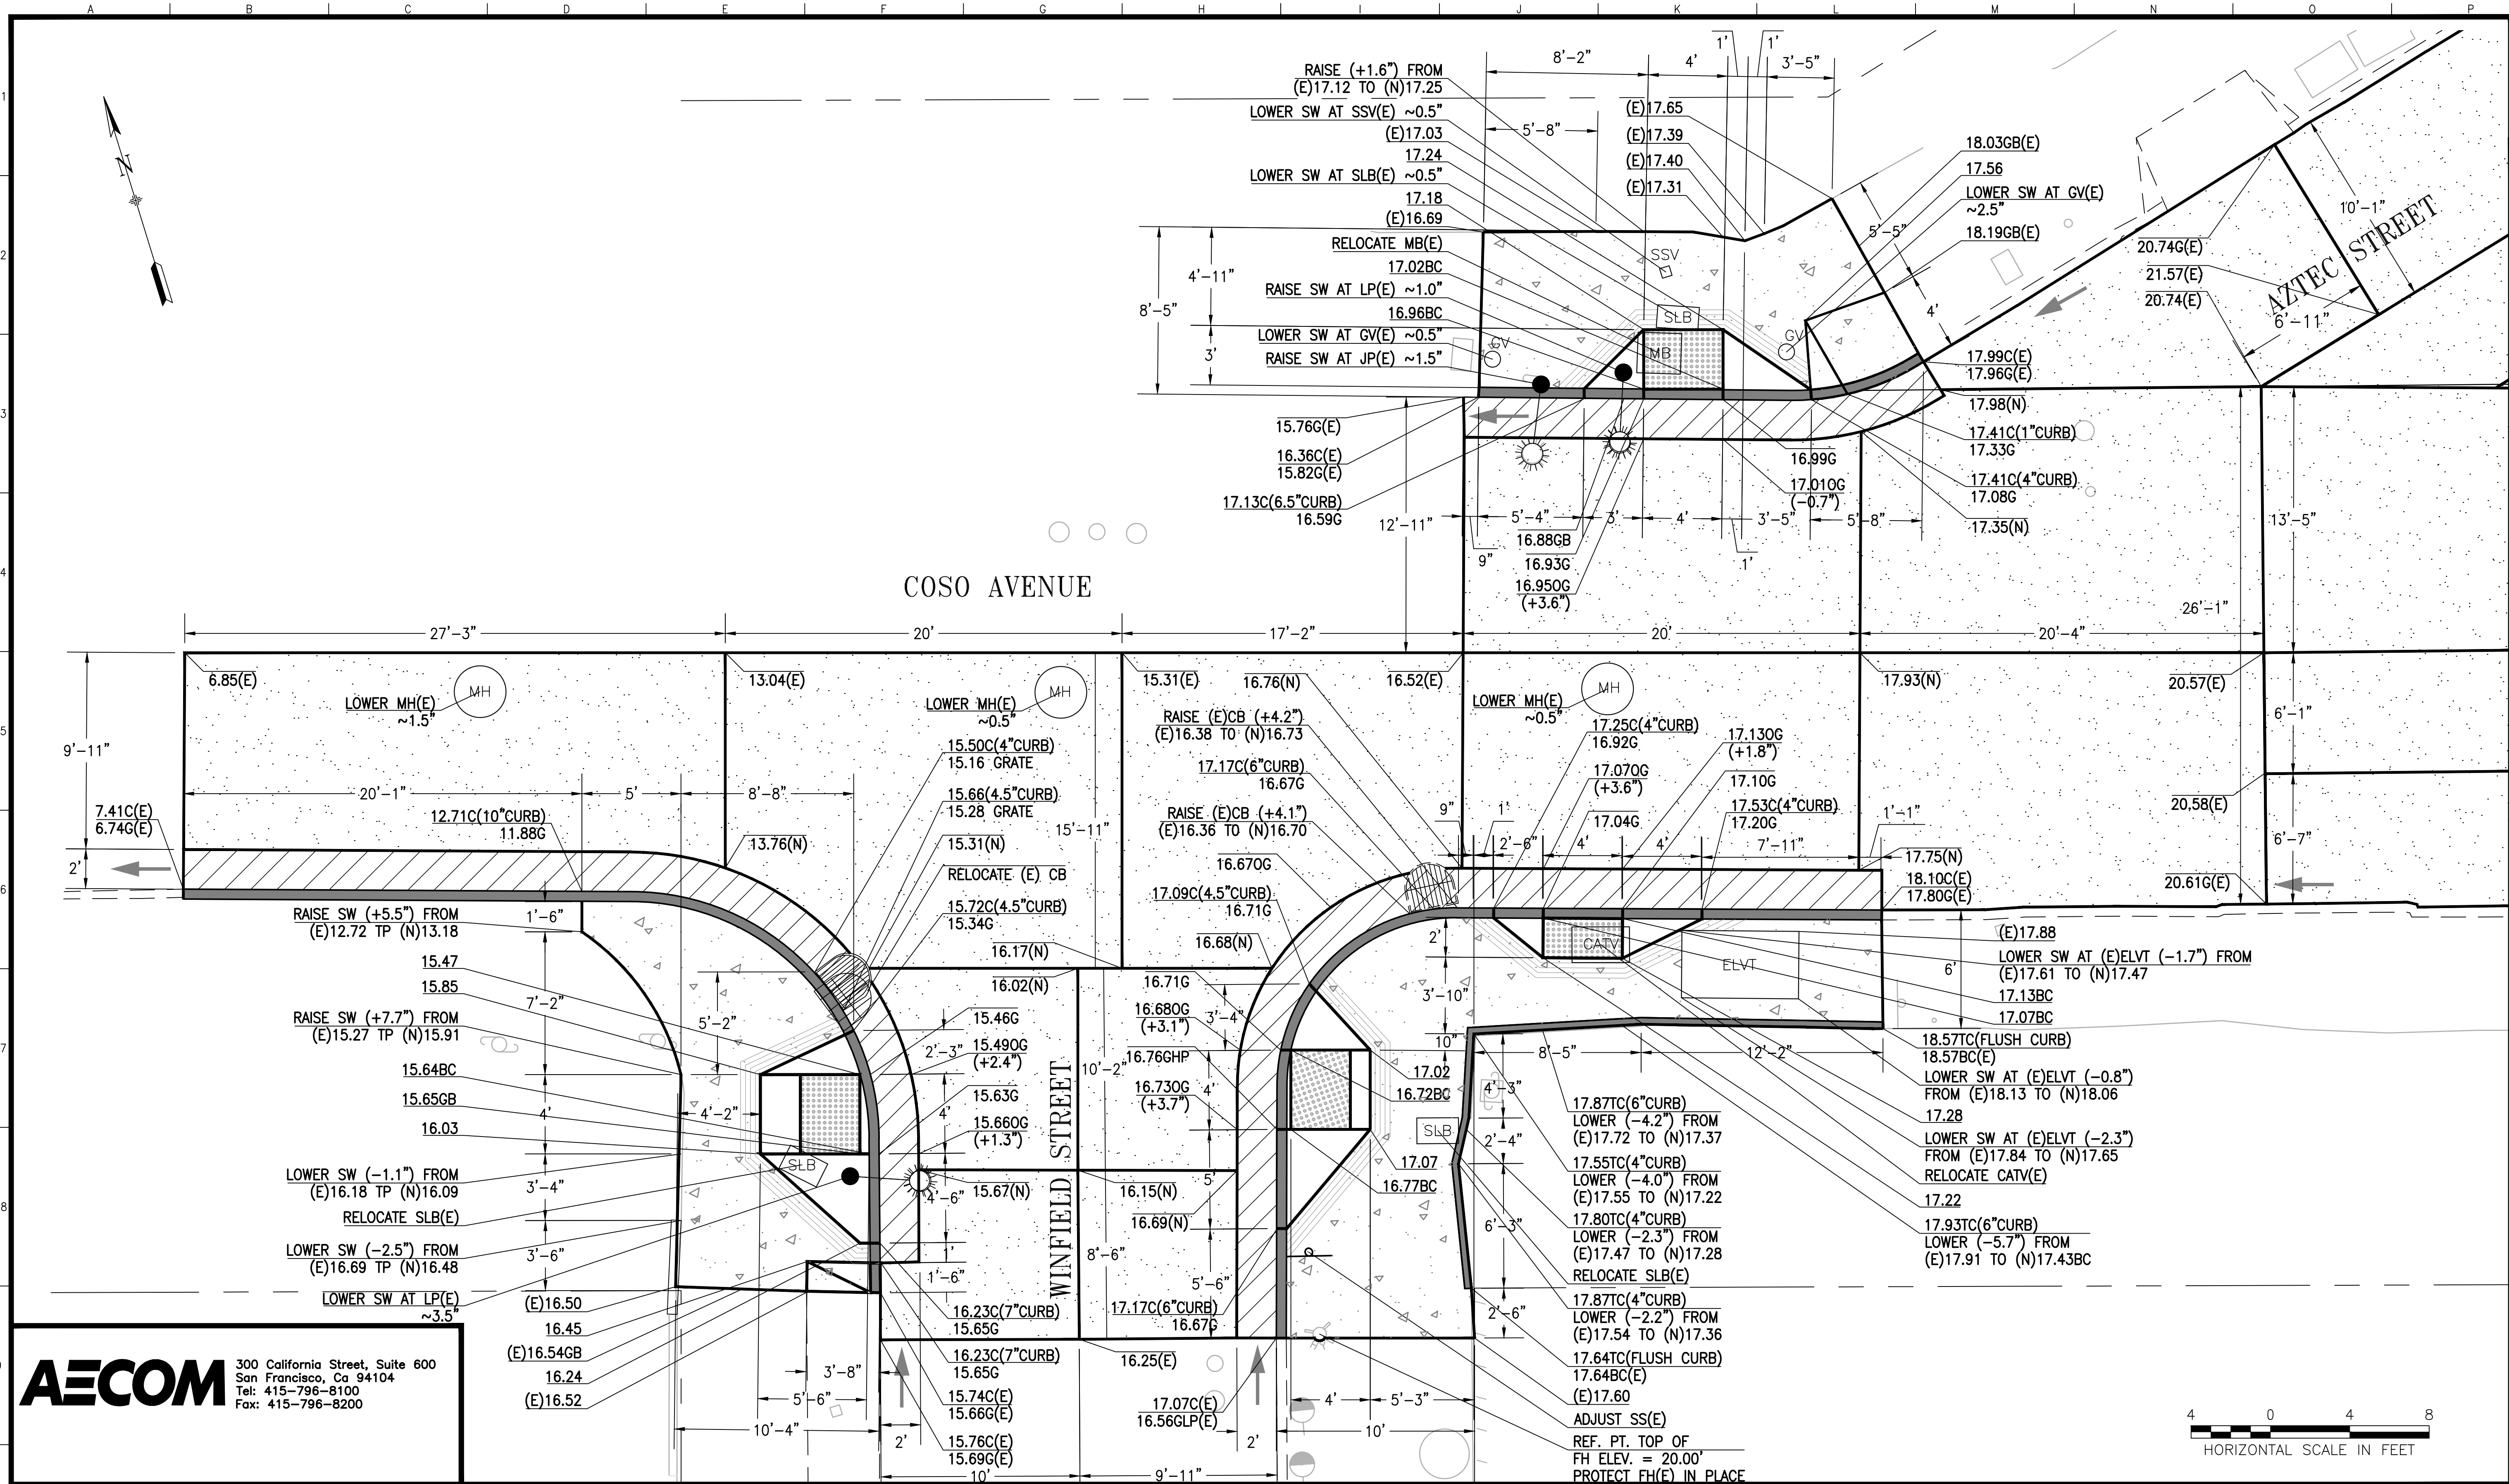 A B C D E F G H I J K L M N O P
1
2
3
4
5
6
7
8
N
RAISE (+1.6") FROM
(E)17.12 TO (N)17.25
LOWER SW AT SSV(E) ~0.5"
(E)17.03
17.24
LOWER SW AT SLB(E) ~0.5"
17.18
(E)16.69
RELOCATE MB(E)
17.02BC
RAISE SW AT LP(E) ~1.0"
16.96BC
LOWER SW AT GV(E) ~0.5"
RAISE SW AT JP(E) ~1.5"
8'-2"
4'
1'
1'
3'-5"
5'-8"
(E)17.65
(E)17.39
(E)17.40
(E)17.31
18.03GB(E)
17.56
LOWER SW AT GV(E)
~2.5"
18.19GB(E)
5'-5"
4'
8'-5"
4'-11"
3'
SSV
SLB
MB
GV
GV
20.74G(E)
21.57(E)
20.74(E)
10'-1"
AZTEC STREET
6'-11"
17.99C(E)
17.96G(E)
17.98(N)
17.41C(1"CURB)
17.33G
17.41C(4"CURB)
17.08G
17.35(N)
15.76G(E)
16.36C(E)
15.82G(E)
17.13C(6.5"CURB)
16.59G
12'-11"
5'-4"
3'
4'
3'-5"
5'-8"
9"
1'
16.99G
17.01OG
(-0.7")
16.88GB
16.93G
16.95OG
(+3.6")
13'-5"
26'-1"
COSO AVENUE
27'-3"
20'
17'-2"
20'
20'-4"
6.85(E)
13.04(E)
15.31(E)
16.76(N)
16.52(E)
17.93(N)
20.57(E)
LOWER MH(E)
~1.5"
MH
LOWER MH(E)
~0.5"
MH
LOWER MH(E)
~0.5"
MH
9'-11"
2'
20'-1"
5'
8'-8"
15'-11"
7.41C(E)
6.74G(E)
12.71C(10"CURB)
11.88G
13.76(N)
15.50C(4"CURB)
15.16 GRATE
15.66(4.5"CURB)
15.28 GRATE
15.31(N)
RELOCATE (E) CB
15.72C(4.5"CURB)
15.34G
16.17(N)
16.02(N)
RAISE (E)CB (+4.2")
(E)16.38 TO (N)16.73
17.17C(6"CURB)
16.67G
RAISE (E)CB (+4.1")
(E)16.36 TO (N)16.70
16.67OG
17.09C(4.5"CURB)
16.71G
16.68(N)
17.25C(4"CURB)
16.92G
17.07OG
(+3.6")
17.04G
17.13OG
(+1.8")
17.10G
17.53C(4"CURB)
17.20G
9"
1'
2'-6"
4'
4'
7'-11"
1'-1"
17.75(N)
18.10C(E)
17.80G(E)
20.58(E)
20.61G(E)
6'-1"
6'-7"
RAISE SW (+5.5") FROM
(E)12.72 TP (N)13.18
15.47
15.85
RAISE SW (+7.7") FROM
(E)15.27 TP (N)15.91
15.64BC
15.65GB
16.03
LOWER SW (-1.1") FROM
(E)16.18 TP (N)16.09
RELOCATE SLB(E)
LOWER SW (-2.5") FROM
(E)16.69 TP (N)16.48
LOWER SW AT LP(E)
~3.5"
1'-6"
7'-2"
4'
3'-4"
3'-6"
5'-2"
4'-2"
SLB
(E)16.50
16.45
(E)16.54GB
16.24
(E)16.52
3'-8"
5'-6"
10'-4"
2'
15.46G
15.49OG
(+2.4")
15.63G
15.66OG
(+1.3")
15.67(N)
2'-3"
4'
4'-6"
1'
1'-6"
16.23C(7"CURB)
15.65G
16.23C(7"CURB)
15.65G
15.74C(E)
15.66G(E)
15.76C(E)
15.69G(E)
10'
9'-11"
WINFIELD STREET
10'-2"
8'-6"
16.15(N)
16.25(E)
16.71G
16.68OG
(+3.1")
16.76GHP
16.73OG
(+3.7")
16.69(N)
17.17C(6"CURB)
16.67G
17.07C(E)
16.56GLP(E)
3'-4"
4'
5'
5'-6"
2'
17.02
16.72BC
17.07
16.77BC
SLB
4'
5'-3"
10'
2'
3'-10"
10"
4'-3"
2'-4"
6'-3"
2'-6"
CATV
ELVT
6'
8'-5"
12'-2"
(E)17.88
LOWER SW AT (E)ELVT (-1.7") FROM
(E)17.61 TO (N)17.47
17.13BC
17.07BC
18.57TC(FLUSH CURB)
18.57BC(E)
LOWER SW AT (E)ELVT (-0.8")
FROM (E)18.13 TO (N)18.06
17.28
LOWER SW AT (E)ELVT (-2.3")
FROM (E)17.84 TO (N)17.65
RELOCATE CATV(E)
17.22
17.93TC(6"CURB)
LOWER (-5.7") FROM
(E)17.91 TO (N)17.43BC
17.87TC(6"CURB)
LOWER (-4.2") FROM
(E)17.72 TO (N)17.37
17.55TC(4"CURB)
LOWER (-4.0") FROM
(E)17.55 TO (N)17.22
17.80TC(4"CURB)
LOWER (-2.3") FROM
(E)17.47 TO (N)17.28
RELOCATE SLB(E)
17.87TC(4"CURB)
LOWER (-2.2") FROM
(E)17.54 TO (N)17.36
17.64TC(FLUSH CURB)
17.64BC(E)
(E)17.60
ADJUST SS(E)
REF. PT. TOP OF
FH ELEV. = 20.00'
PROTECT FH(E) IN PLACE
AECOM
300 California Street, Suite 600
San Francisco, Ca 94104
Tel: 415-796-8100
Fax: 415-796-8200
4 0 4 8
HORIZONTAL SCALE IN FEET